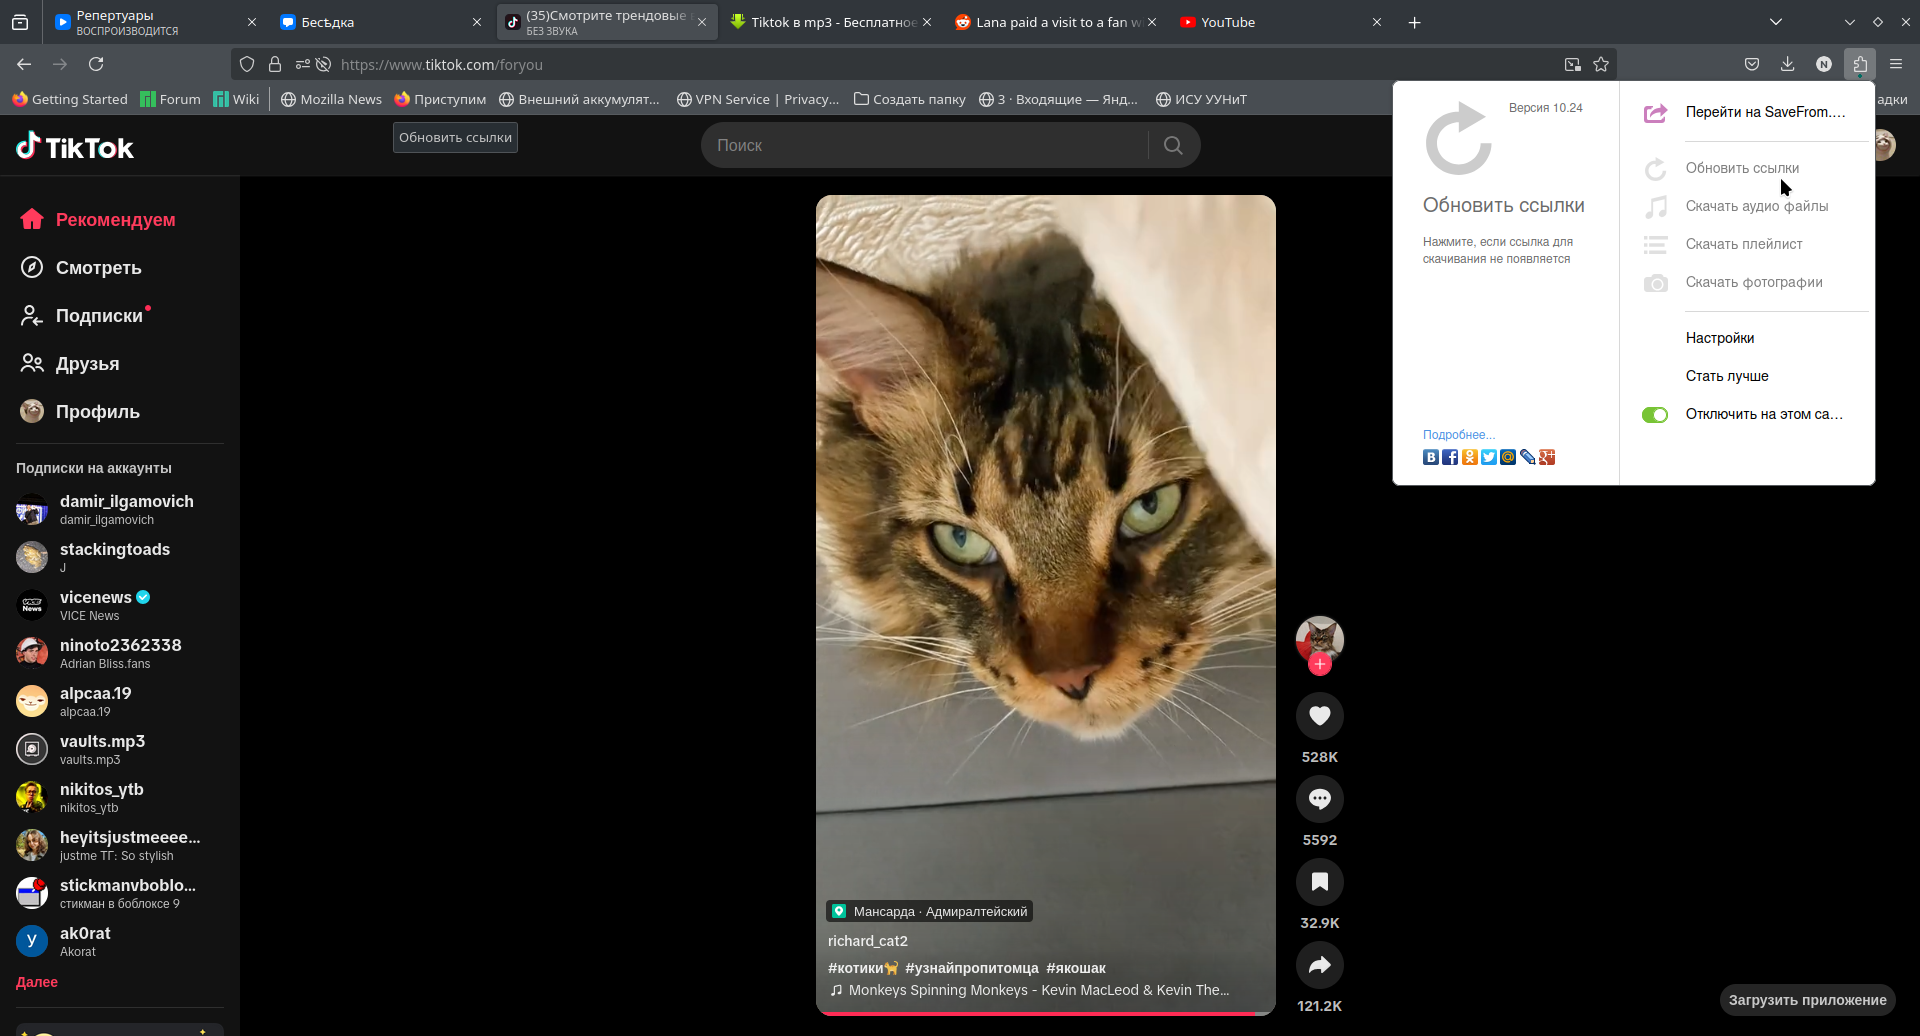 Репертуары
ВОСПРОИЗВОДИТСЯ
Бесѣдка
(35)Смотрите трендовые
БЕЗ ЗВУКА
Tiktok в mp3 - Бесплатное
Lana paid a visit to a fan w
YouTube
https://www.tiktok.com/foryou
N
Getting Started
Forum
Wiki
Mozilla News
Приступим
Внешний аккумулят...
VPN Service | Privacy...
Создать папку
3 · Входящие — Янд...
ИСУ УУНиТ
адки
TikTok
Обновить ссылки
Поиск
Рекомендуем
Смотреть
Подписки
Друзья
Профиль
Подписки на аккаунты
damir_ilgamovich
damir_ilgamovich
stackingtoads
J
vicenews
VICE News
ninoto2362338
Adrian Bliss.fans
alpcaa.19
alpcaa.19
vaults.mp3
vaults.mp3
nikitos_ytb
nikitos_ytb
heyitsjustmeeee...
justme ТГ: So stylish
stickmanvboblo...
стикман в боблоксе 9
y
ak0rat
Akorat
Далее
Мансарда · Адмиралтейский
richard_cat2
#котики🐈 #узнайпропитомца #якошак
Monkeys Spinning Monkeys - Kevin MacLeod & Kevin The...
528K
5592
32.9K
121.2K
Версия 10.24
Обновить ссылки
Нажмите, если ссылка для
скачивания не появляется
Подробнее...
Перейти на SaveFrom....
Обновить ссылки
Скачать аудио файлы
Скачать плейлист
Скачать фотографии
Настройки
Стать лучше
Отключить на этом са...
Загрузить приложение